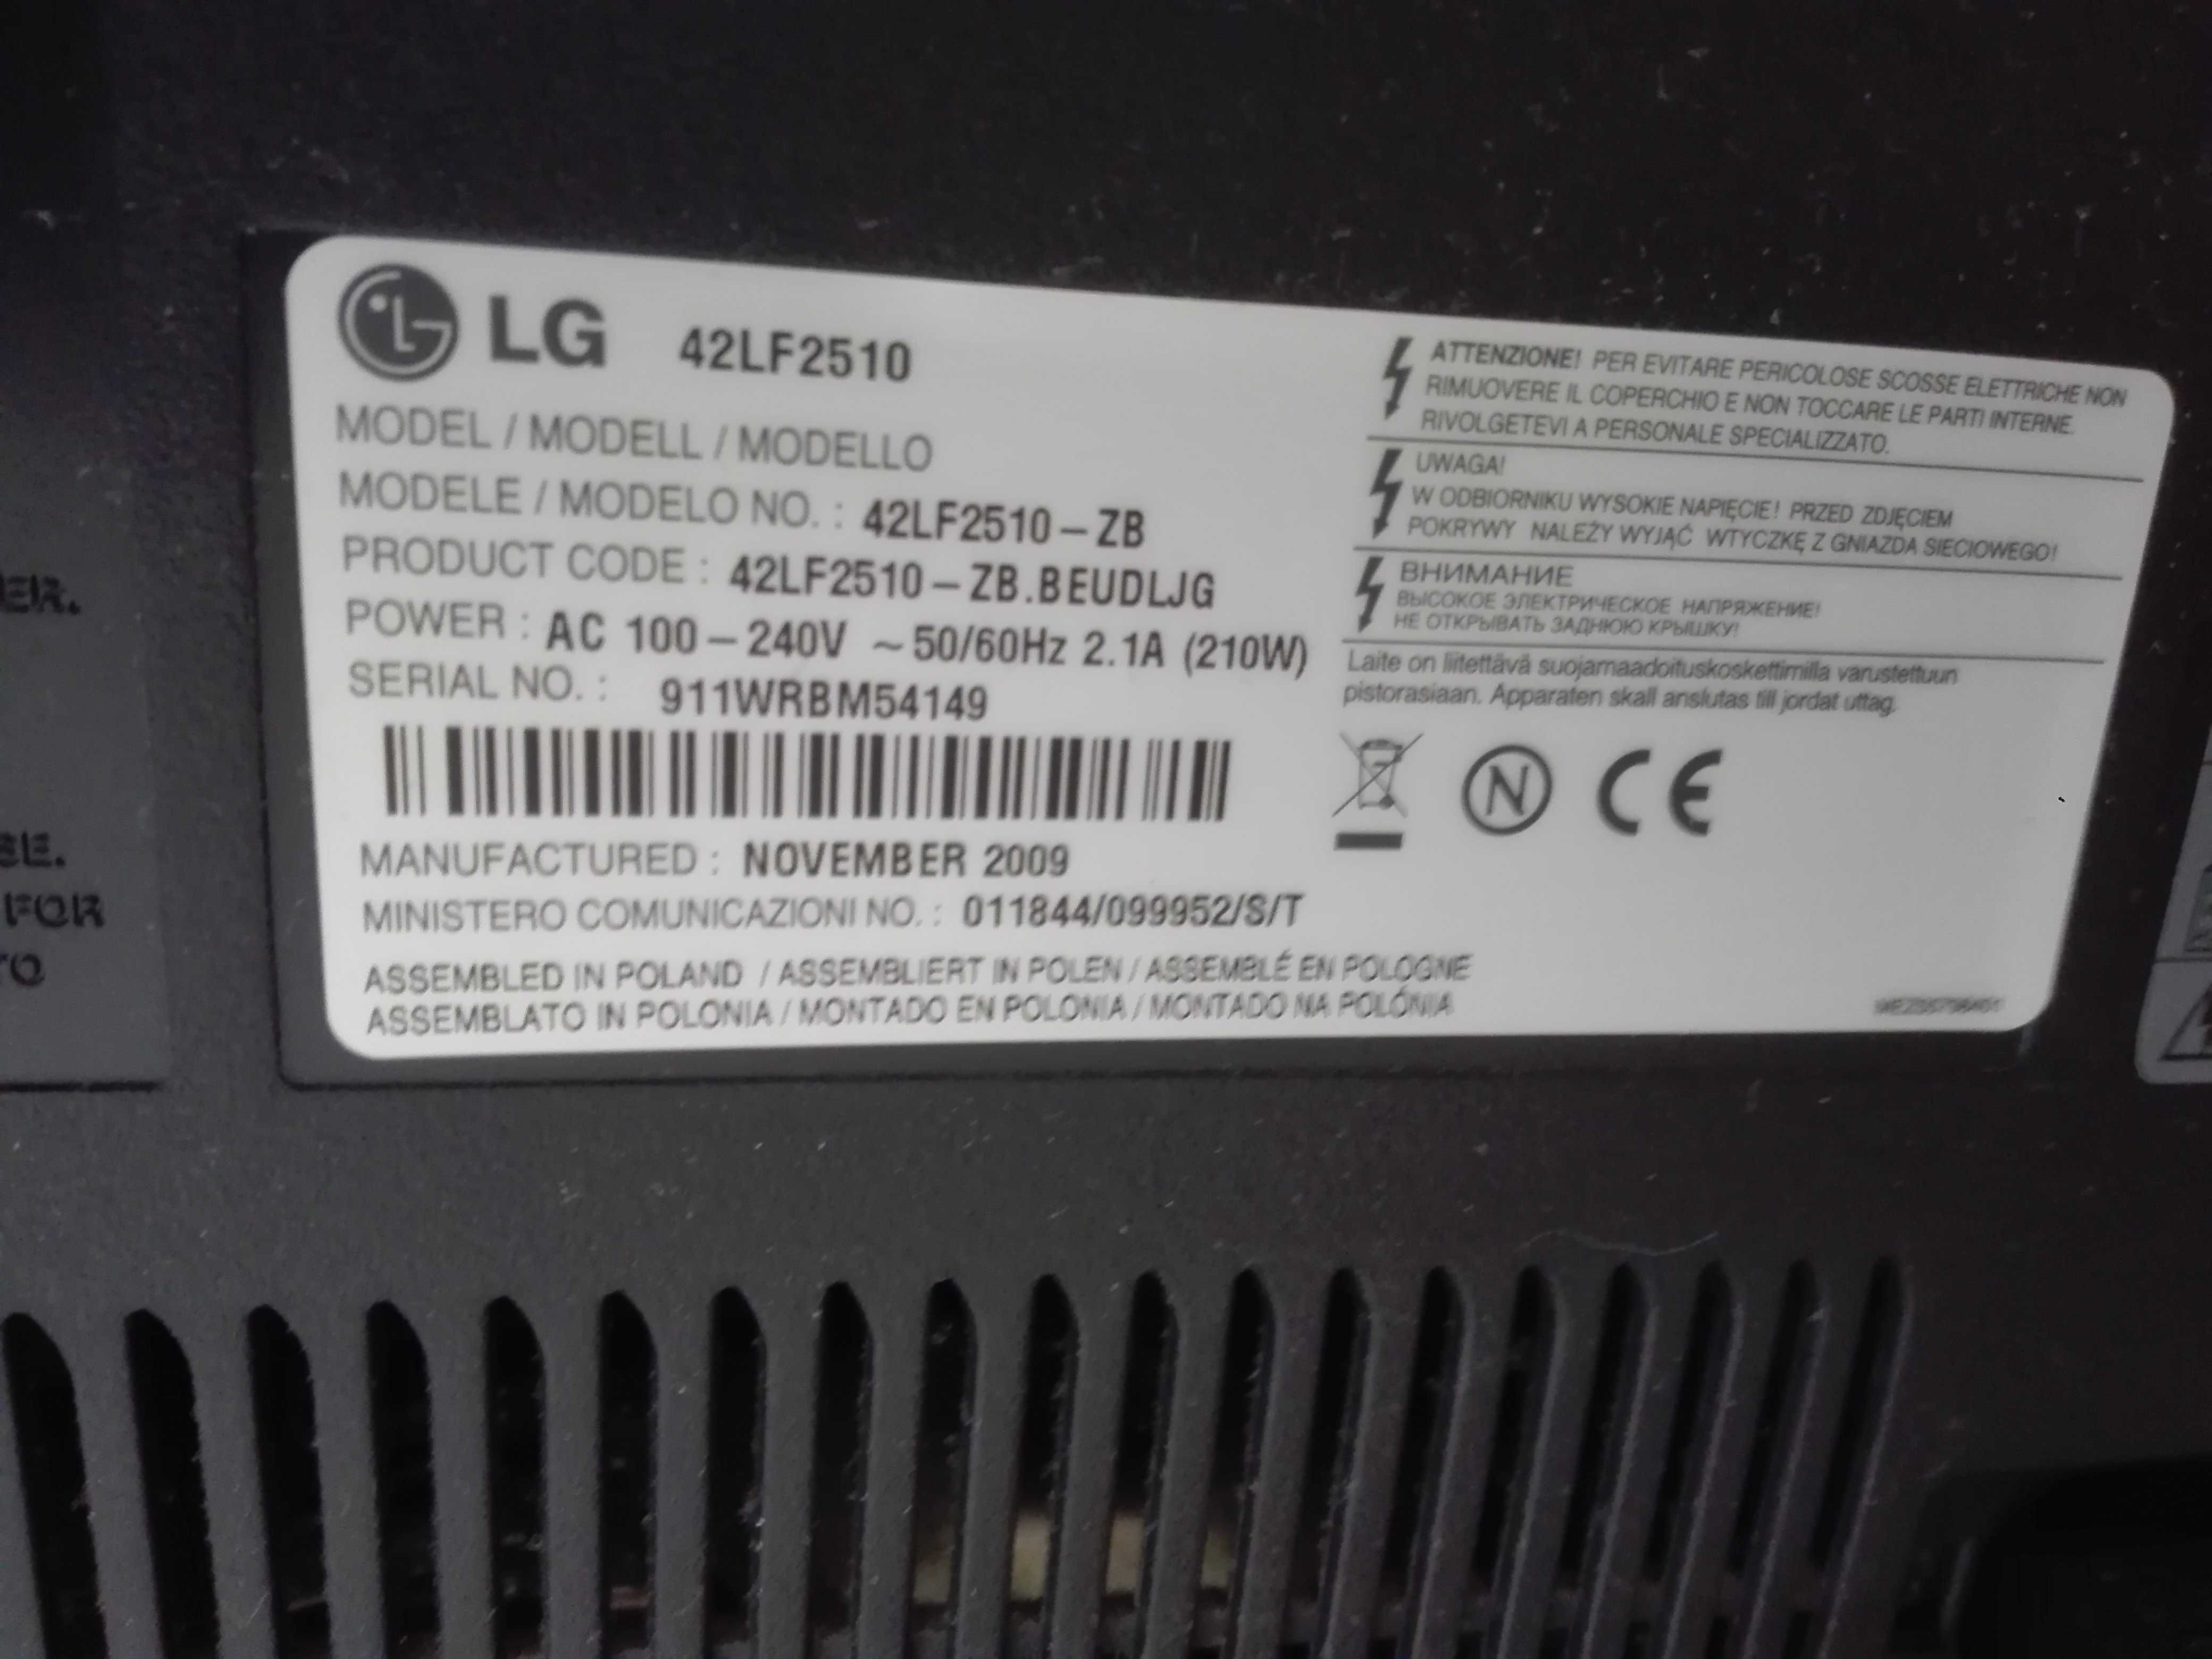 LG 42LF2510
MODEL / MODELL / MODELLO
MODELE / MODELO NO. : 42LF2510-ZB
PRODUCT CODE : 42LF2510-ZB.BEUDLJG
POWER : AC 100-240V ~50/60Hz 2.1A (210W)
SERIAL NO. : 911WRBM54149
MANUFACTURED : NOVEMBER 2009
MINISTERO COMUNICAZIONI NO. : 011844/099952/S/T
ASSEMBLED IN POLAND / ASSEMBLIERT IN POLEN / ASSEMBLÉ EN POLOGNE
ASSEMBLATO IN POLONIA / MONTADO EN POLONIA / MONTADO NA POLÓNIA
ATTENZIONE! PER EVITARE PERICOLOSE SCOSSE ELETTRICHE NON
RIMUOVERE IL COPERCHIO E NON TOCCARE LE PARTI INTERNE.
RIVOLGETEVI A PERSONALE SPECIALIZZATO.
UWAGA!
W ODBIORNIKU WYSOKIE NAPIĘCIE! PRZED ZDJĘCIEM
POKRYWY NALEŻY WYJĄĆ WTYCZKĘ Z GNIAZDA SIECIOWEGO!
ВНИМАНИЕ
ВЫСОКОЕ ЭЛЕКТРИЧЕСКОЕ НАПРЯЖЕНИЕ!
НЕ ОТКРЫВАТЬ ЗАДНЮЮ КРЫШКУ!
Laite on liitettävä suojamaadoituskoskettimilla varustettuun
pistorasiaan. Apparaten skall anslutas till jordat uttag.
N CE
FOR